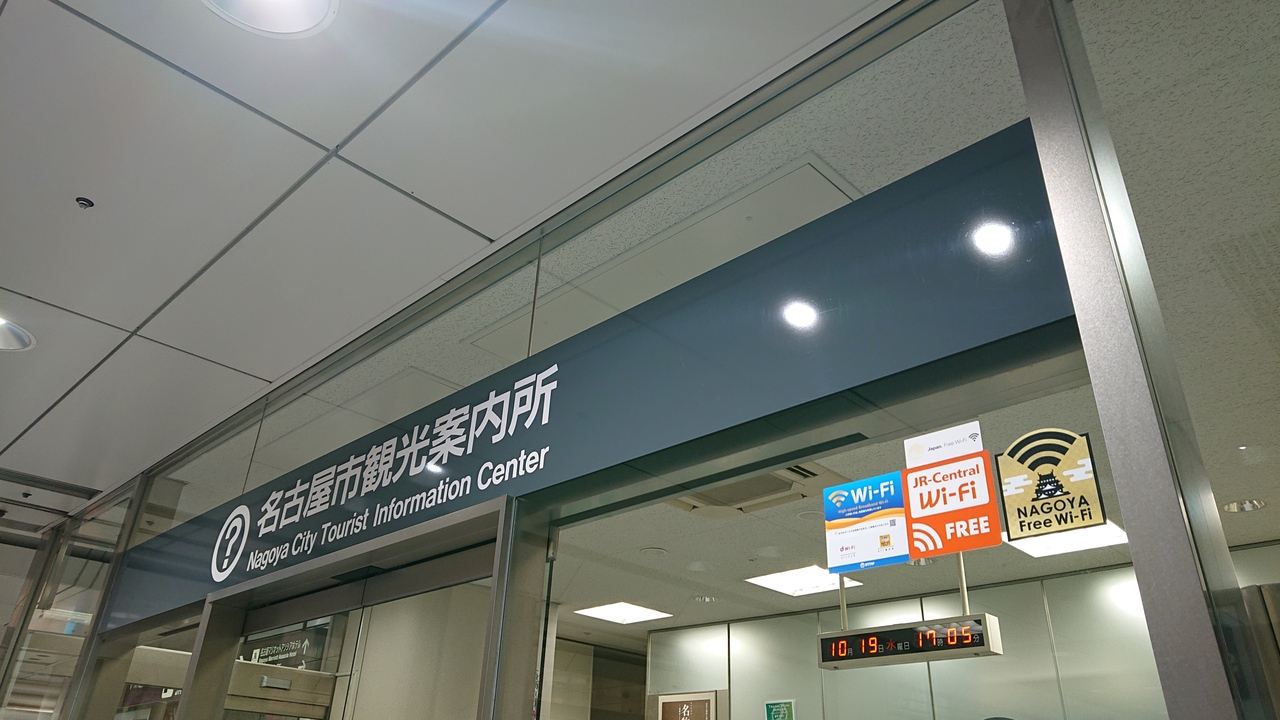 名古屋市観光案内所
Nagoya City Tourist Information Center
Japan. Free Wi-Fi
Wi-Fi
JR-Central
Wi-Fi
FREE
NAGOYA
Free Wi-Fi
10月19日水曜日17時05分